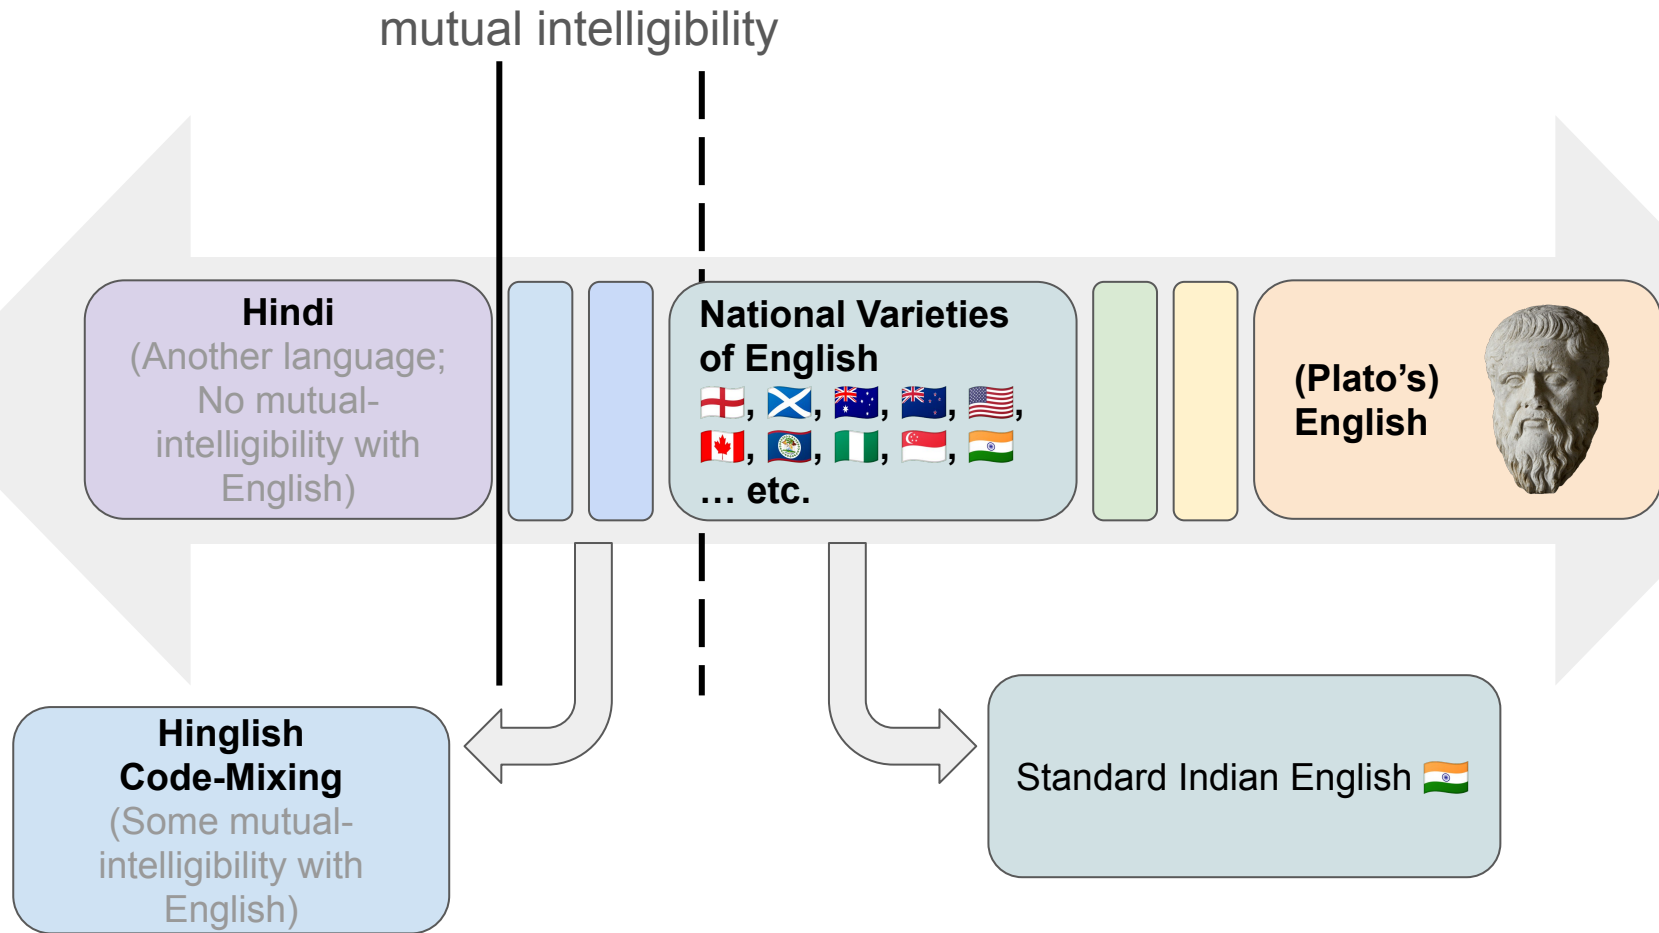 mutual intelligibility
Hindi
(Another language;
No mutual-
intelligibility with
English)
National Varieties
of English
🏴󠁧󠁢󠁥󠁮󠁧󠁿, 🏴󠁧󠁢󠁳󠁣󠁴󠁿, 🇦🇺, 🇳🇿, 🇺🇸,
🇨🇦, 🇧🇿, 🇳🇬, 🇸🇬, 🇮🇳
… etc.
(Plato’s)
English
Hinglish
Code-Mixing
(Some mutual-
intelligibility with
English)
Standard Indian English 🇮🇳